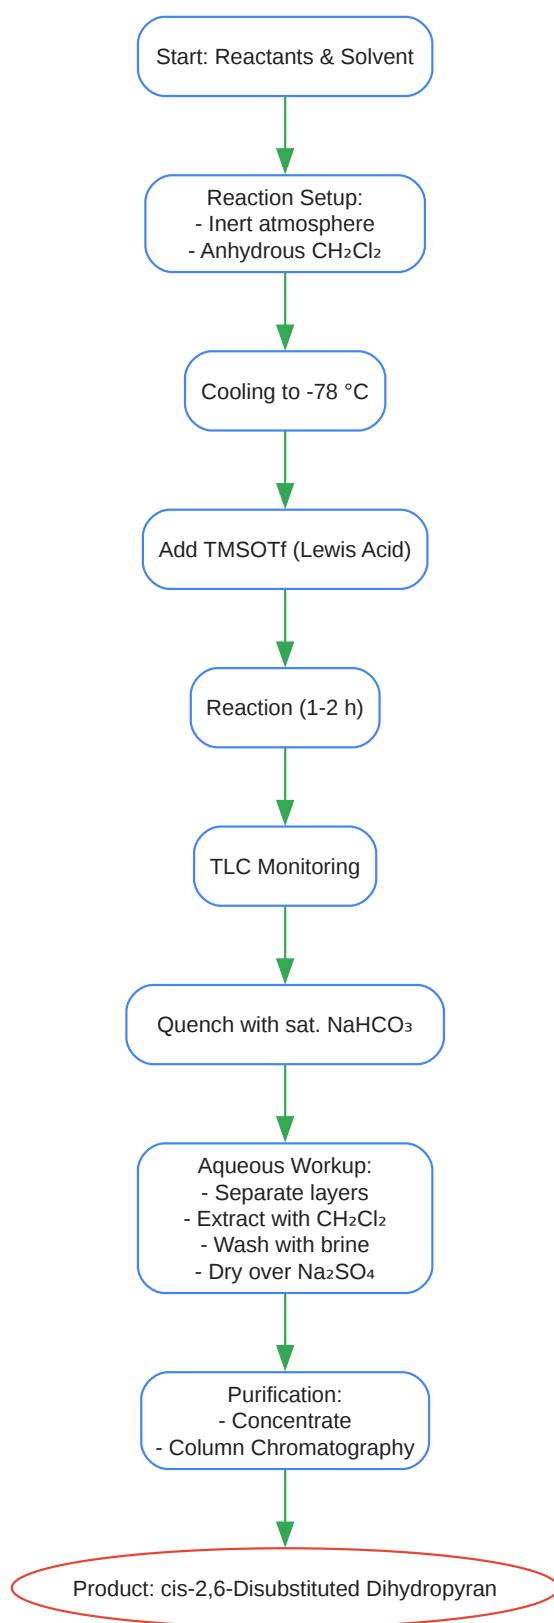 Start: Reactants & Solvent
Reaction Setup:
- Inert atmosphere
- Anhydrous CH₂Cl₂
Cooling to -78 °C
Add TMSOTf (Lewis Acid)
Reaction (1-2 h)
TLC Monitoring
Quench with sat. NaHCO₃
Aqueous Workup:
- Separate layers
- Extract with CH₂Cl₂
- Wash with brine
- Dry over Na₂SO₄
Purification:
- Concentrate
- Column Chromatography
Product: cis-2,6-Disubstituted Dihydropyran